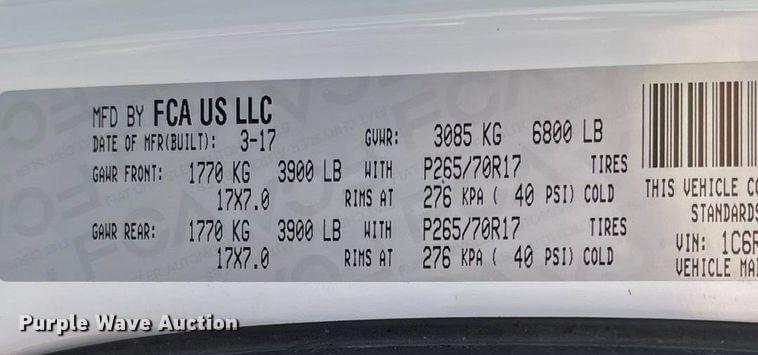 MFD BY FCA US LLC
DATE OF MFR(BUILT): 3-17 GVWR: 3085 KG 6800 LB
GAWR FRONT: 1770 KG 3900 LB WITH P265/70R17 TIRES
17X7.0 RIMS AT 276 KPA ( 40 PSI) COLD
GAWR REAR: 1770 KG 3900 LB WITH P265/70R17 TIRES
17X7.0 RIMS AT 276 KPA ( 40 PSI) COLD
THIS VEHICLE
STANDARDS
VIN: 1C6R
VEHICLE
Purple Wave Auction